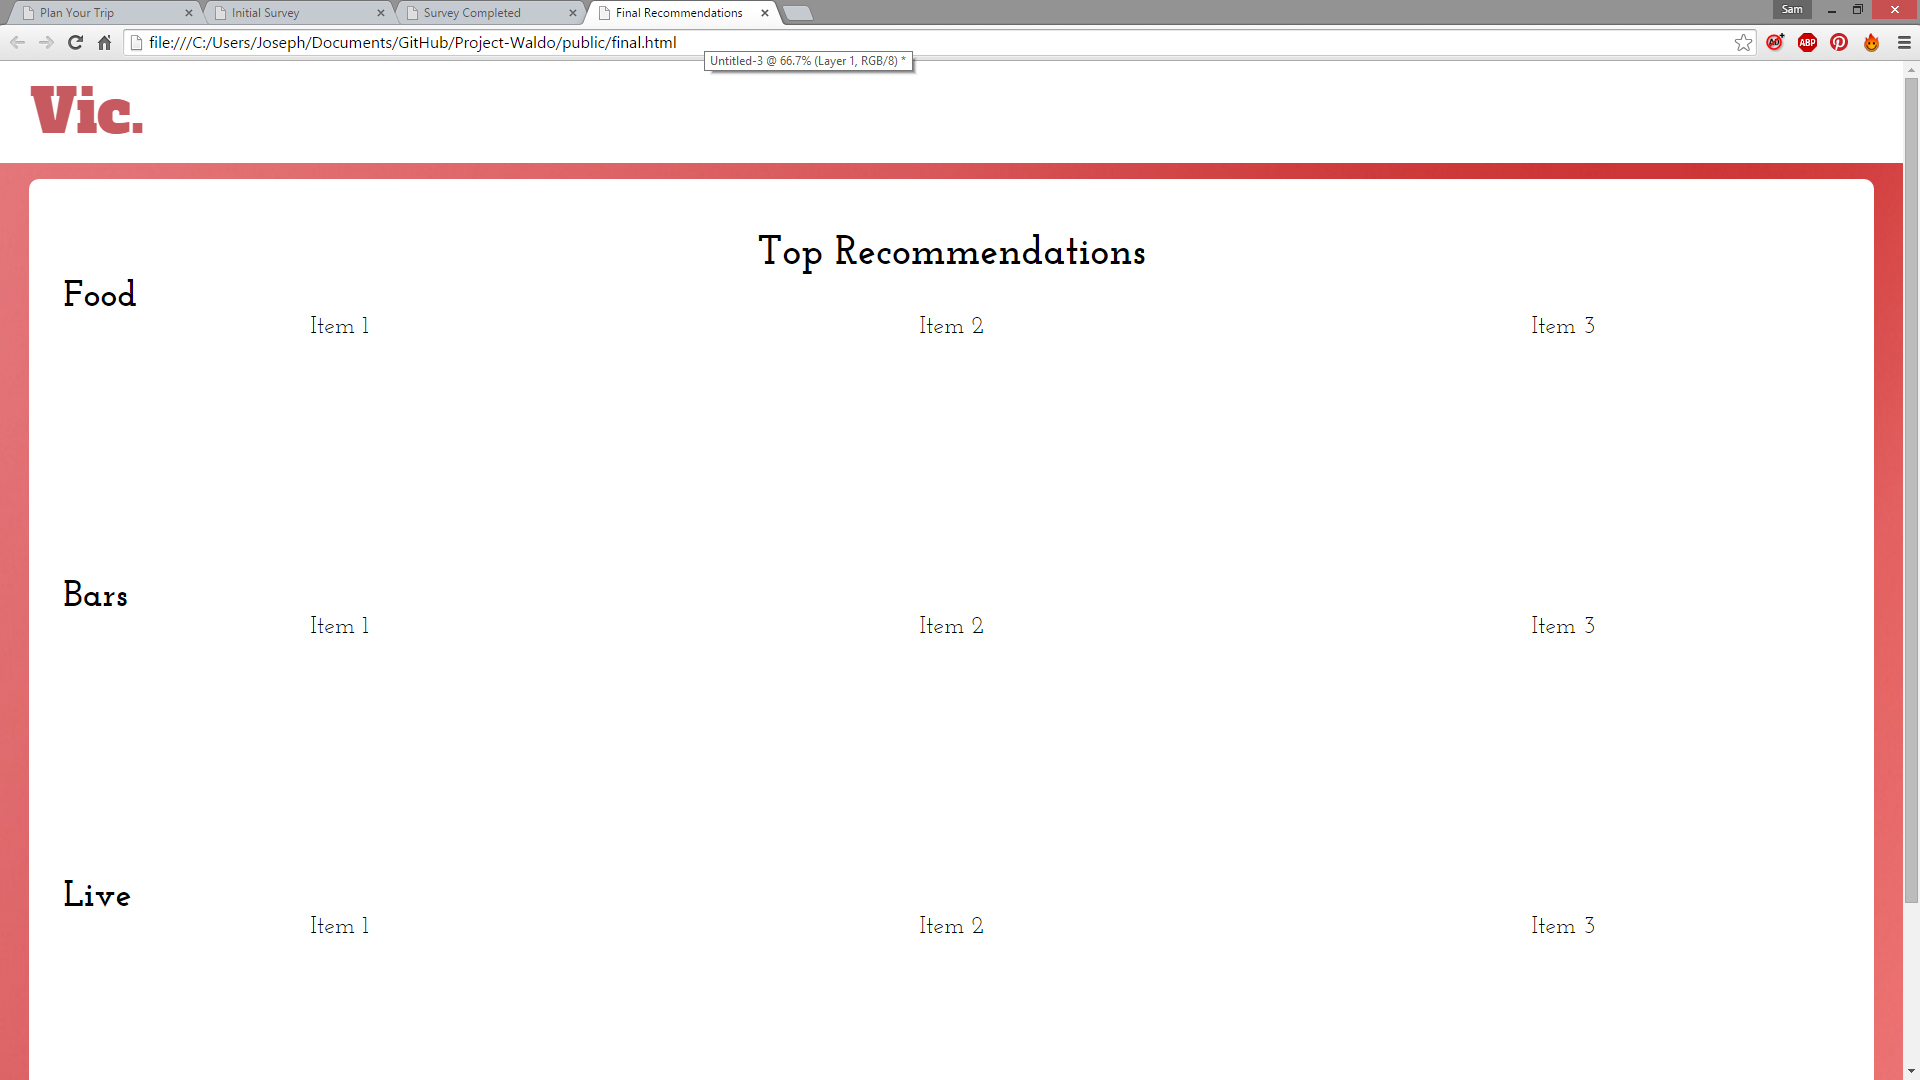 Plan Your Trip
Initial Survey
Survey Completed
Final Recommendations
Sam
file:///C:/Users/Joseph/Documents/GitHub/Project-Waldo/public/final.html
ABP
Untitled-3 @ 66.7% (Layer 1, RGB/8) *
Vic.
Top Recommendations
Food
Item 1 Item 2 Item 3
Bars
Item 1 Item 2 Item 3
Live
Item 1 Item 2 Item 3